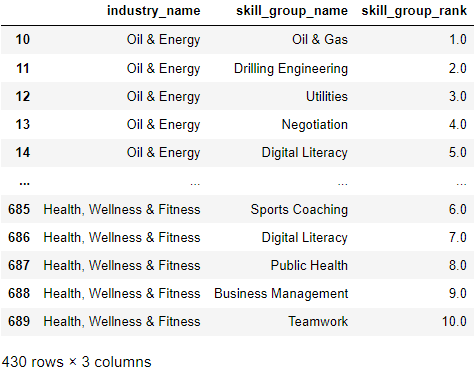 industry_name skill_group_name skill_group_rank
10 Oil & Energy Oil & Gas 1.0
11 Oil & Energy Drilling Engineering 2.0
12 Oil & Energy Utilities 3.0
13 Oil & Energy Negotiation 4.0
14 Oil & Energy Digital Literacy 5.0
... ... ... ...
685 Health, Wellness & Fitness Sports Coaching 6.0
686 Health, Wellness & Fitness Digital Literacy 7.0
687 Health, Wellness & Fitness Public Health 8.0
688 Health, Wellness & Fitness Business Management 9.0
689 Health, Wellness & Fitness Teamwork 10.0
430 rows × 3 columns